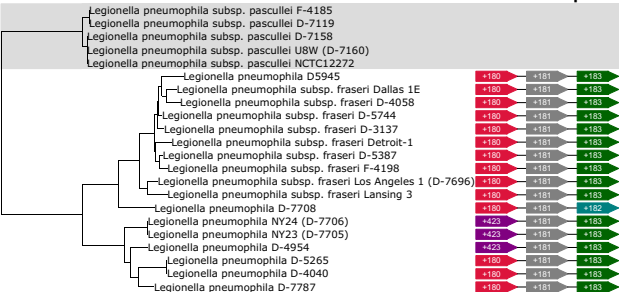 Legionella pneumophila subsp. pascullei F-4185
Legionella pneumophila subsp. pascullei D-7119
Legionella pneumophila subsp. pascullei D-7158
Legionella pneumophila subsp. pascullei U8W (D-7160)
Legionella pneumophila subsp. pascullei NCTC12272
Legionella pneumophila D5945 +180 +181 +183
Legionella pneumophila subsp. fraseri Dallas 1E +180 +181 +183
Legionella pneumophila subsp. fraseri D-4058 +180 +181 +183
Legionella pneumophila subsp. fraseri D-5744 +180 +181 +183
Legionella pneumophila subsp. fraseri D-3137 +180 +181 +183
Legionella pneumophila subsp. fraseri Detroit-1 +180 +181 +183
Legionella pneumophila subsp. fraseri D-5387 +180 +181 +183
Legionella pneumophila subsp. fraseri F-4198 +180 +181 +183
Legionella pneumophila subsp. fraseri Los Angeles 1 (D-7696) +180 +181 +183
Legionella pneumophila subsp. fraseri Lansing 3 +180 +181 +183
Legionella pneumophila D-7708 +180 +181 +182
Legionella pneumophila NY24 (D-7706) +423 +181 +183
Legionella pneumophila NY23 (D-7705) +423 +181 +183
Legionella pneumophila D-4954 +423 +181 +183
Legionella pneumophila D-5265 +180 +181 +183
Legionella pneumophila D-4040 +180 +181 +183
Legionella pneumophila D-7787 +180 +181 +183